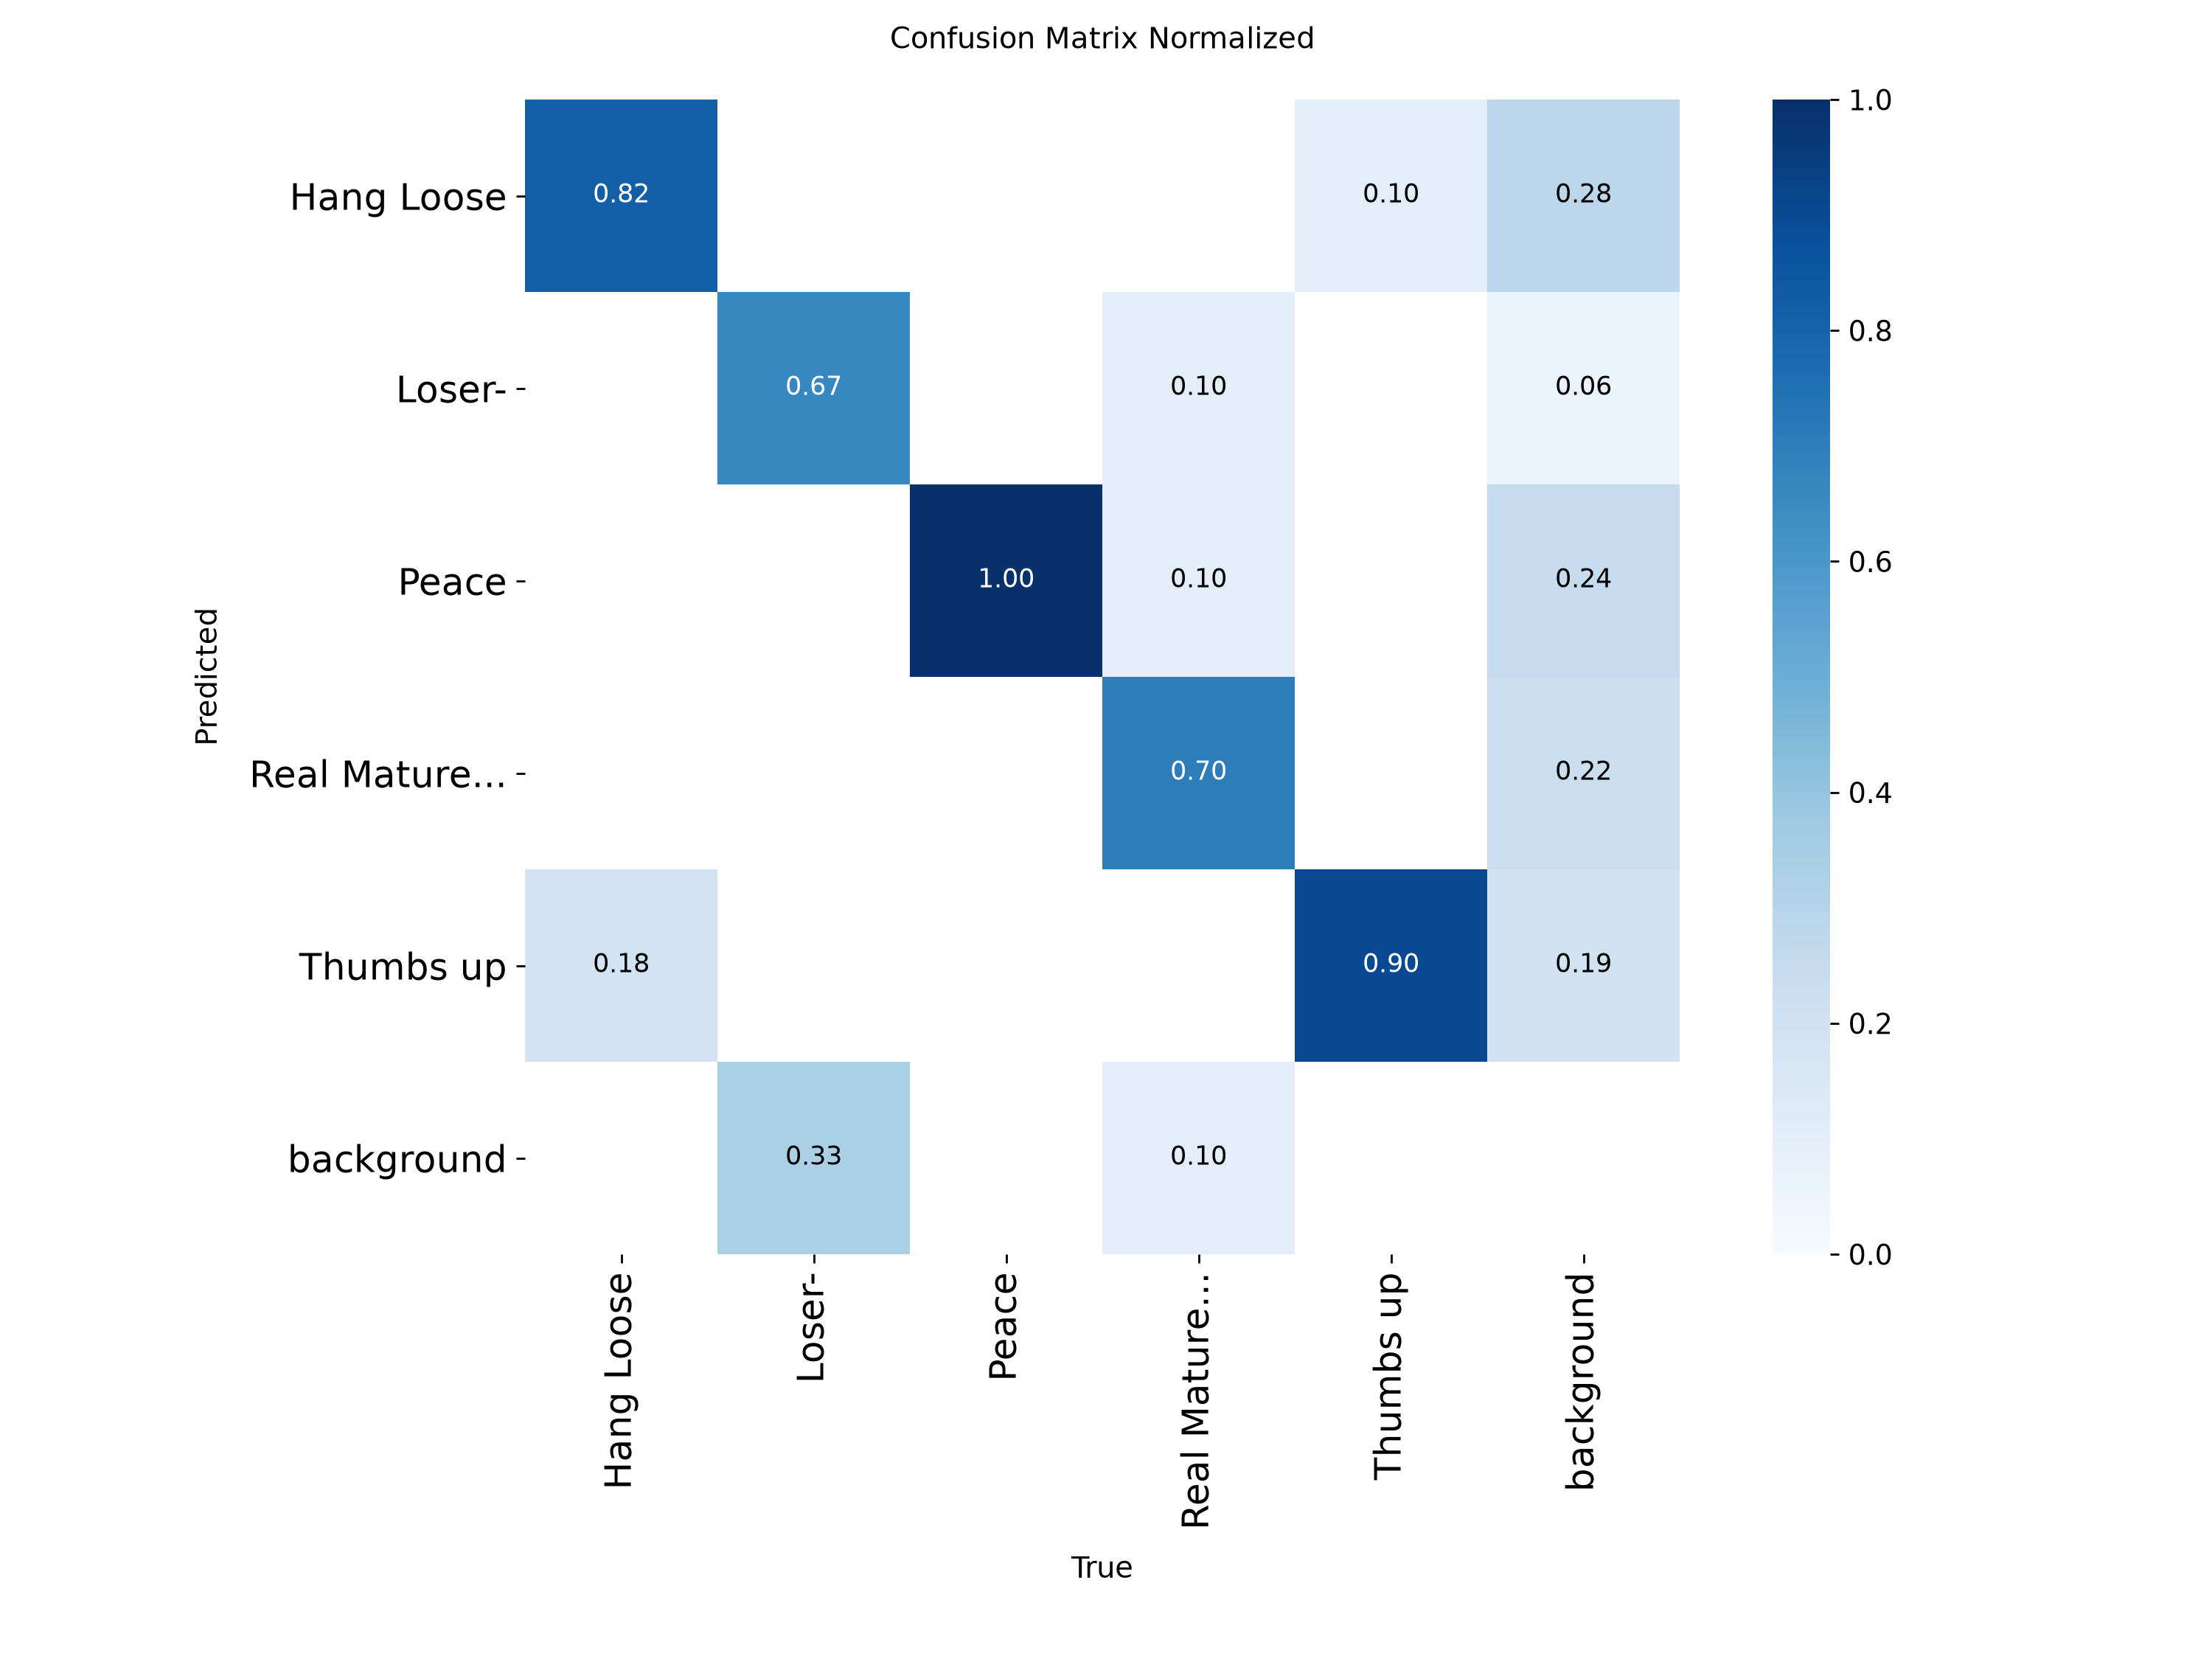 Confusion Matrix Normalized
Hang Loose 0.82 0.10 0.28
Loser- 0.67 0.10 0.06
Peace 1.00 0.10 0.24
Real Mature... 0.70 0.22
Thumbs up 0.18 0.90 0.19
background 0.33 0.10
Predicted
Hang Loose
Loser-
Peace
Real Mature...
Thumbs up
background
True
1.0
0.8
0.6
0.4
0.2
0.0